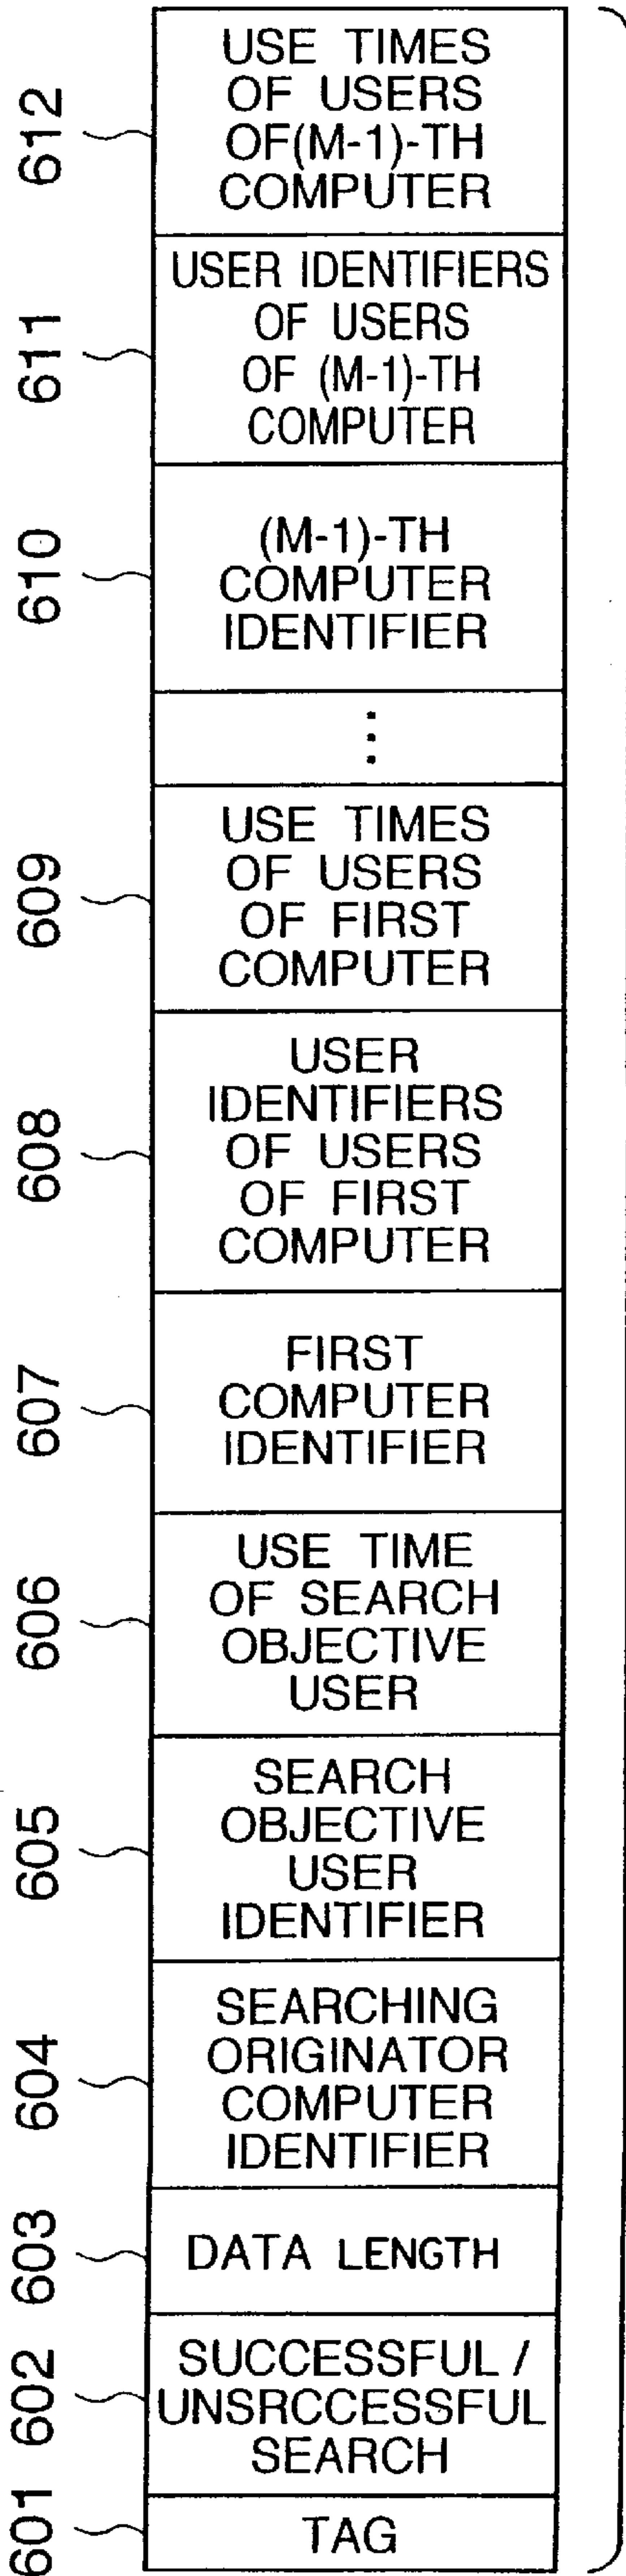 612
USE TIMES
OF USERS
OF(M-1)-TH
COMPUTER
611
USER IDENTIFIERS
OF USERS
OF (M-1)-TH
COMPUTER
610
(M-1)-TH
COMPUTER
IDENTIFIER
⋮
609
USE TIMES
OF USERS
OF FIRST
COMPUTER
608
USER
IDENTIFIERS
OF USERS
OF FIRST
COMPUTER
607
FIRST
COMPUTER
IDENTIFIER
606
USE TIME
OF SEARCH
OBJECTIVE
USER
605
SEARCH
OBJECTIVE
USER
IDENTIFIER
604
SEARCHING
ORIGINATOR
COMPUTER
IDENTIFIER
603
DATA LENGTH
602
SUCCESSFUL /
UNSRCCESSFUL
SEARCH
601
TAG